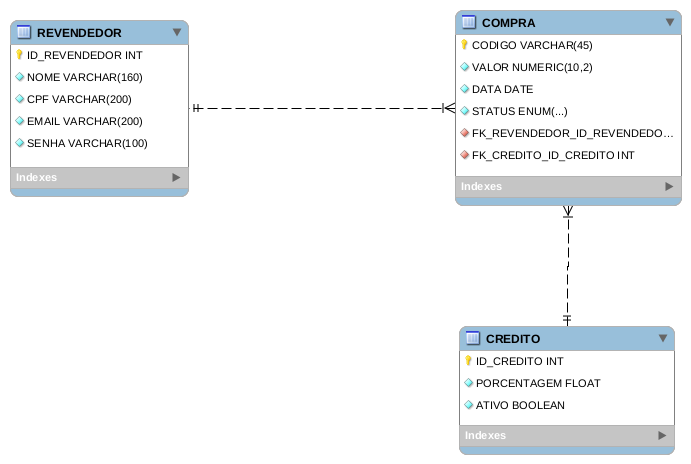 REVENDEDOR
ID_REVENDEDOR INT
NOME VARCHAR(160)
CPF VARCHAR(200)
EMAIL VARCHAR(200)
SENHA VARCHAR(100)
Indexes
COMPRA
CODIGO VARCHAR(45)
VALOR NUMERIC(10,2)
DATA DATE
STATUS ENUM(...)
FK_REVENDEDOR_ID_REVENDEDO...
FK_CREDITO_ID_CREDITO INT
Indexes
CREDITO
ID_CREDITO INT
PORCENTAGEM FLOAT
ATIVO BOOLEAN
Indexes